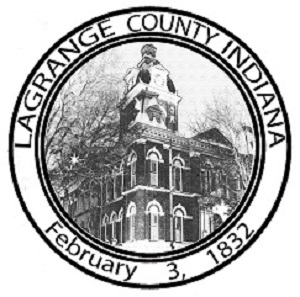 LAGRANGE COUNTY INDIANA
February 3, 1832